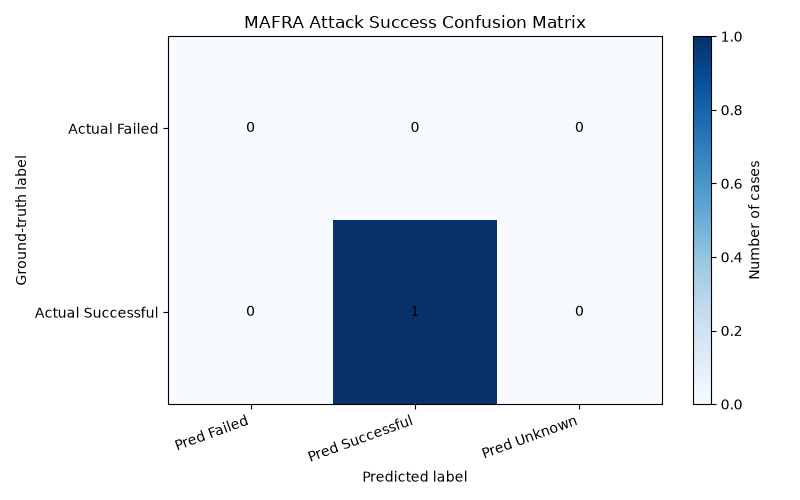 MAFRA Attack Success Confusion Matrix
Ground-truth label
Actual Failed
0 0 0
Actual Successful
0 1 0
Pred Failed
Pred Successful
Pred Unknown
Predicted label
1.0
0.8
0.6
0.4
0.2
0.0
Number of cases